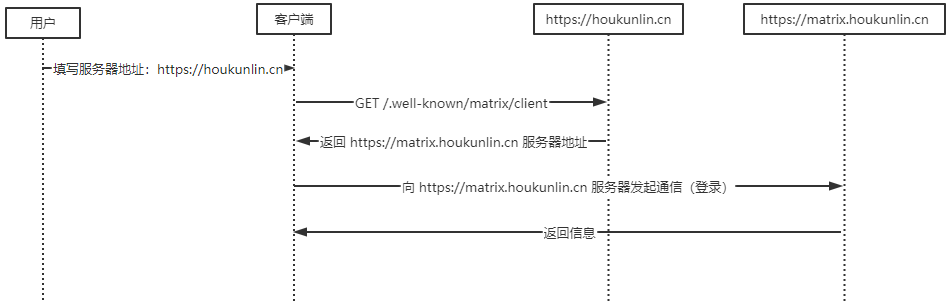 用户
客户端
https://houkunlin.cn
https://matrix.houkunlin.cn
填写服务器地址：https://houkunlin.cn
GET /.well-known/matrix/client
返回 https://matrix.houkunlin.cn 服务器地址
向 https://matrix.houkunlin.cn 服务器发起通信（登录）
返回信息